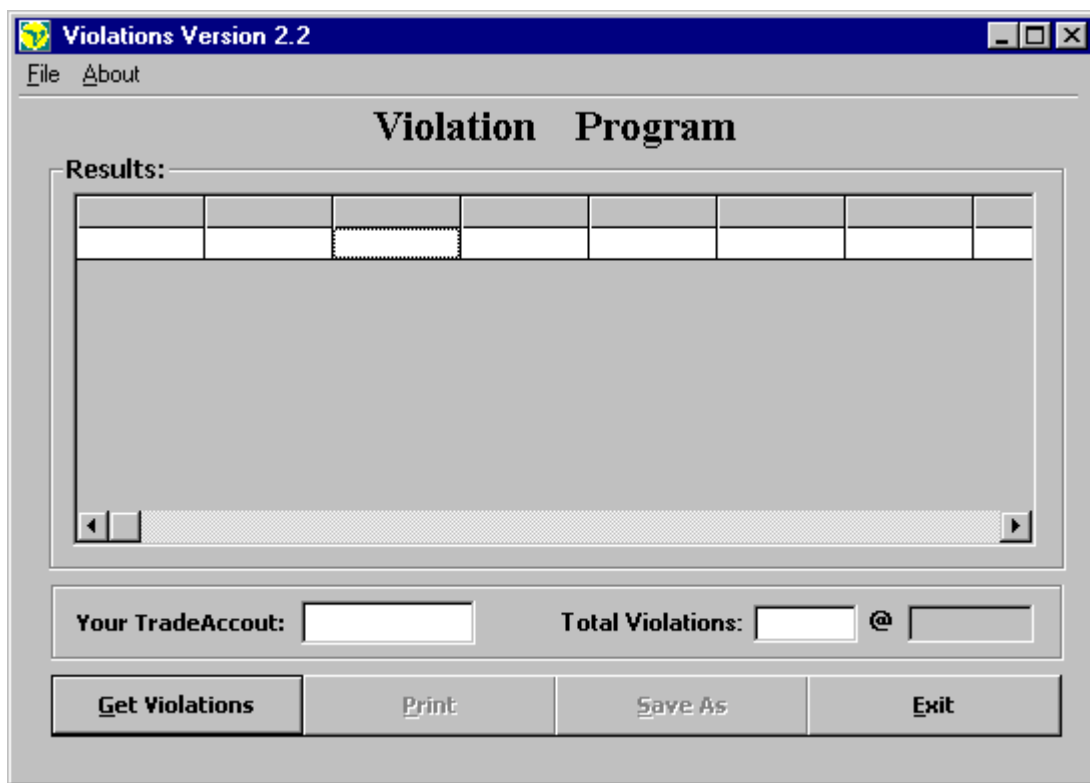 Violations Version 2.2
File About
Violation Program
Results:
Your TradeAccout: Total Violations: @
Get Violations Print Save As Exit